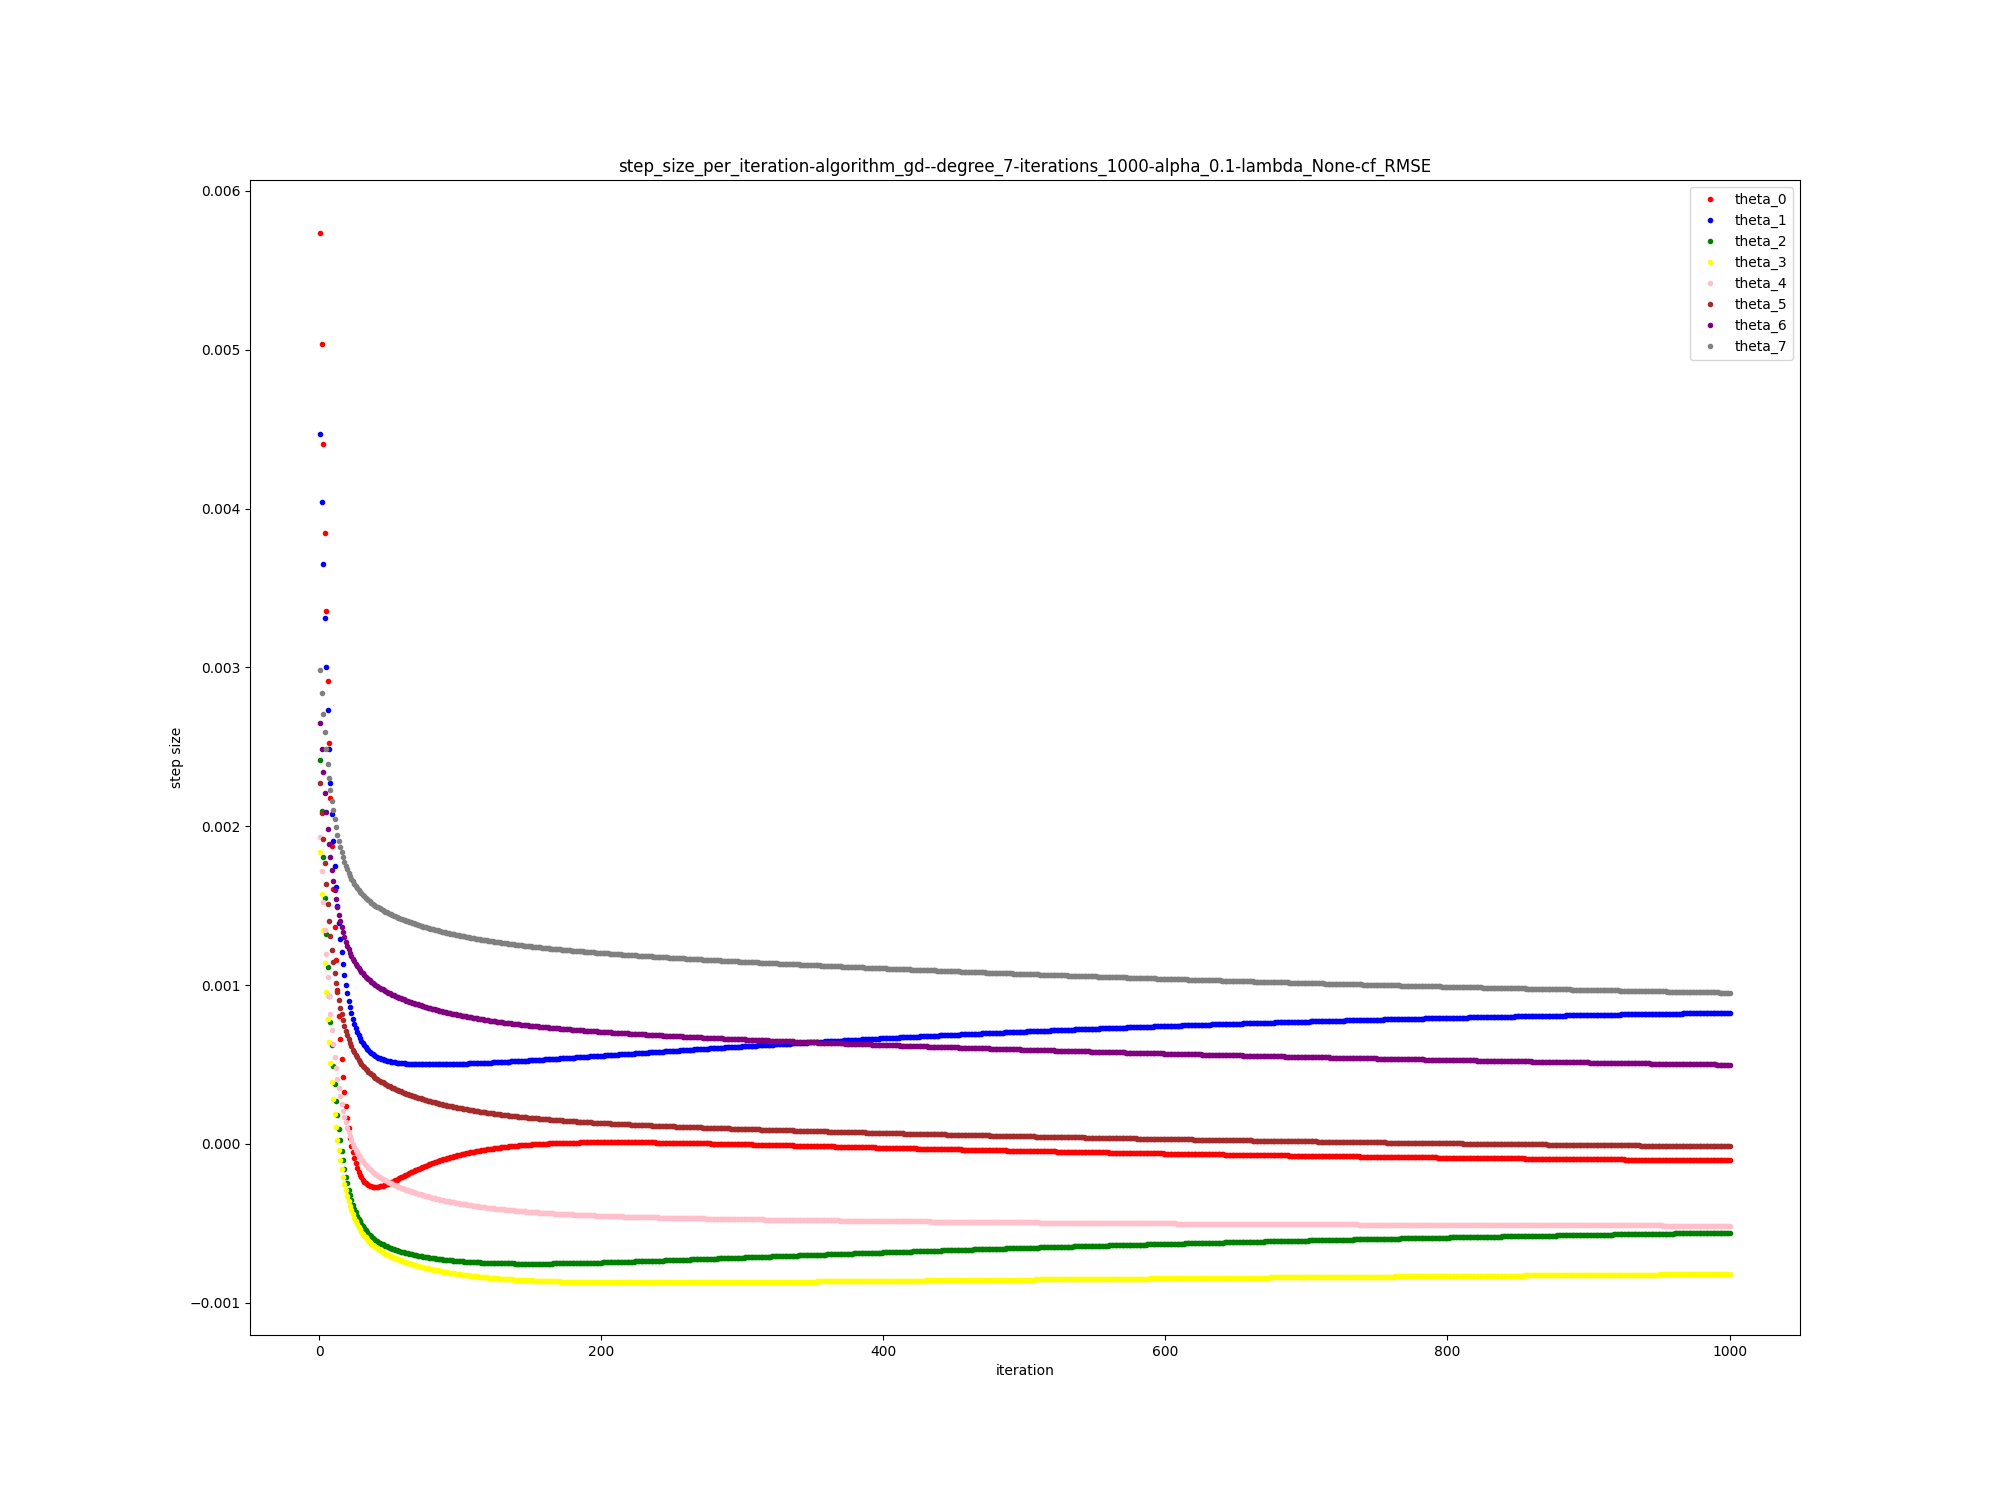 step_size_per_iteration-algorithm_gd--degree_7-iterations_1000-alpha_0.1-lambda_None-cf_RMSE
theta_0
theta_1
theta_2
theta_3
theta_4
theta_5
theta_6
theta_7
0.006
0.005
0.004
0.003
0.002
0.001
0.000
−0.001
step size
0
200
400
600
800
1000
iteration